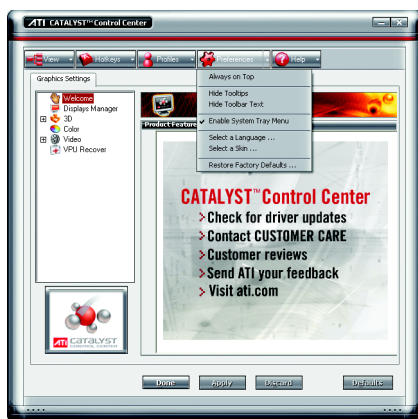 ATI CATALYST™ Control Center
View Hotkeys Profiles Preferences Help
Graphics Settings
Always on Top
Hide Tooltips
Hide Toolbar Text
Enable System Tray Menu
Select a Language ...
Select a Skin ...
Restore Factory Defaults ...
Welcome
Displays Manager
3D
Color
Video
VPU Recover
Product Feature
CATALYST™ Control Center
Check for driver updates
Contact CUSTOMER CARE
Customer reviews
Send ATI your feedback
Visit ati.com
ATI CATALYST
CONTROL CENTER
Done Apply Discard Defaults